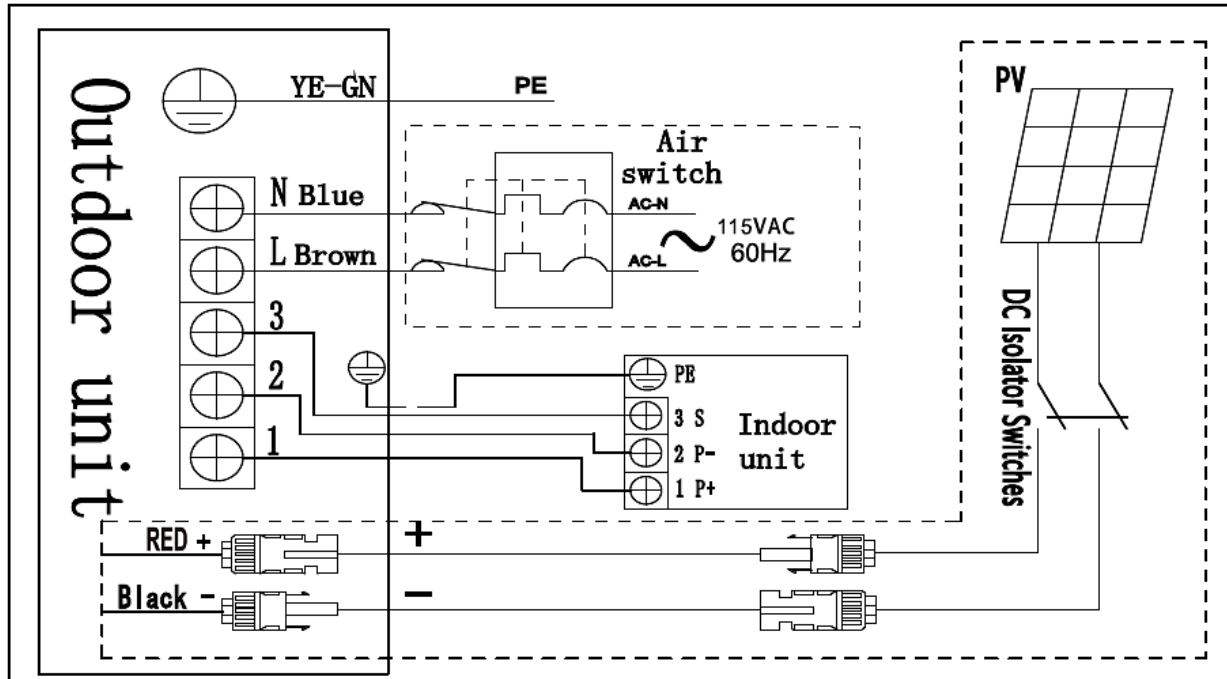 Outdoor unit
YE-GN
PE
N Blue
L Brown
3
2
1
Air
switch
AC-N
AC-L
115VAC
60Hz
PE
3 S
2 P-
1 P+
Indoor
unit
PV
DC Isolator Switches
RED +
+
Black -
−